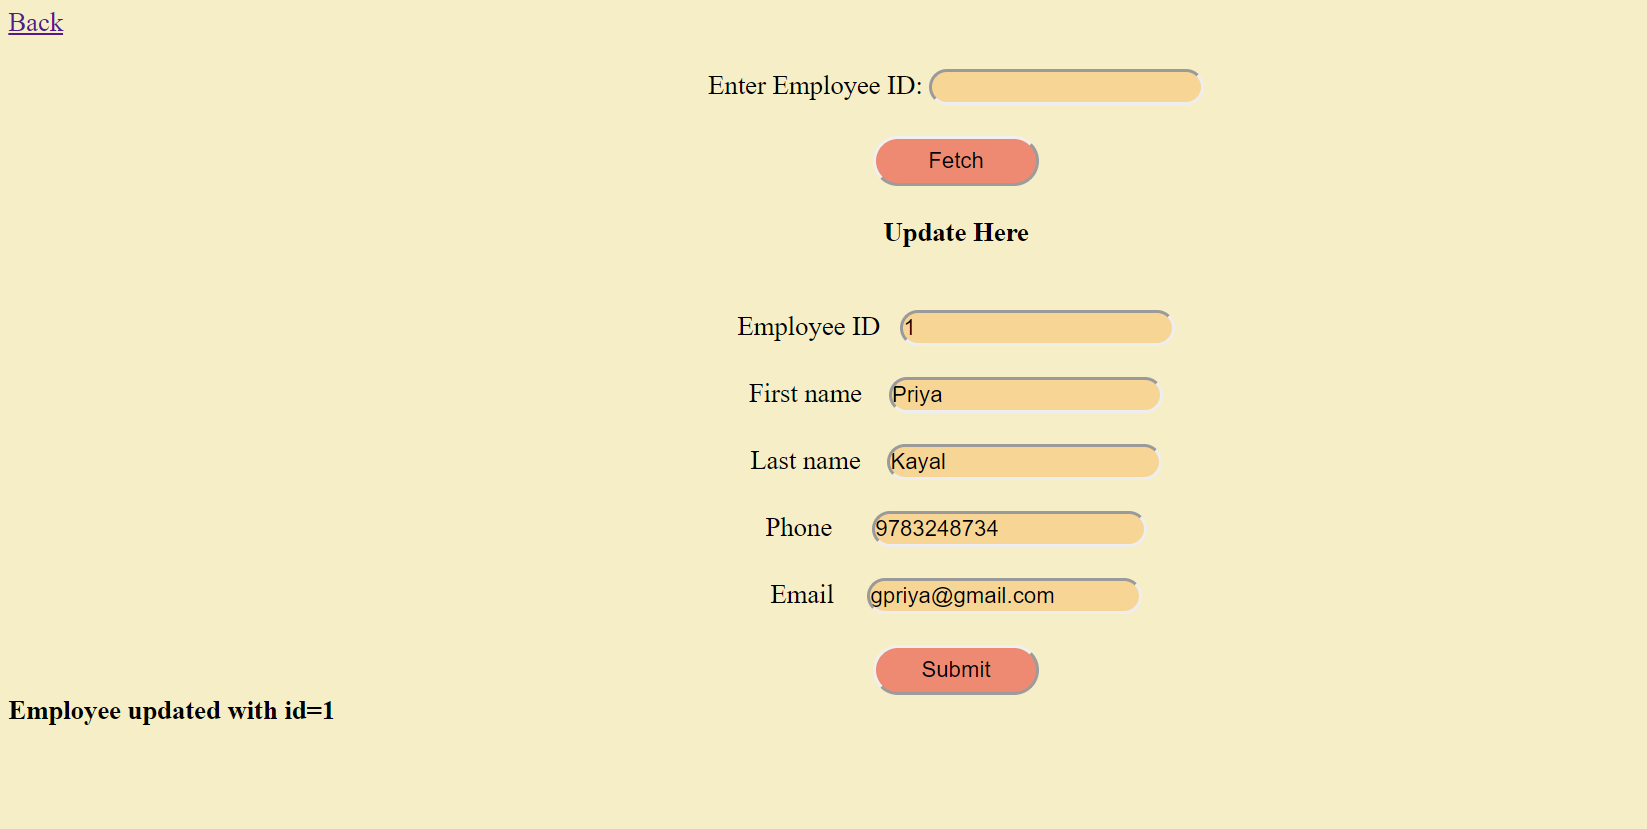 Back
Enter Employee ID:
Fetch
Update Here
Employee ID 1
First name Priya
Last name Kayal
Phone 9783248734
Email gpriya@gmail.com
Submit
Employee updated with id=1